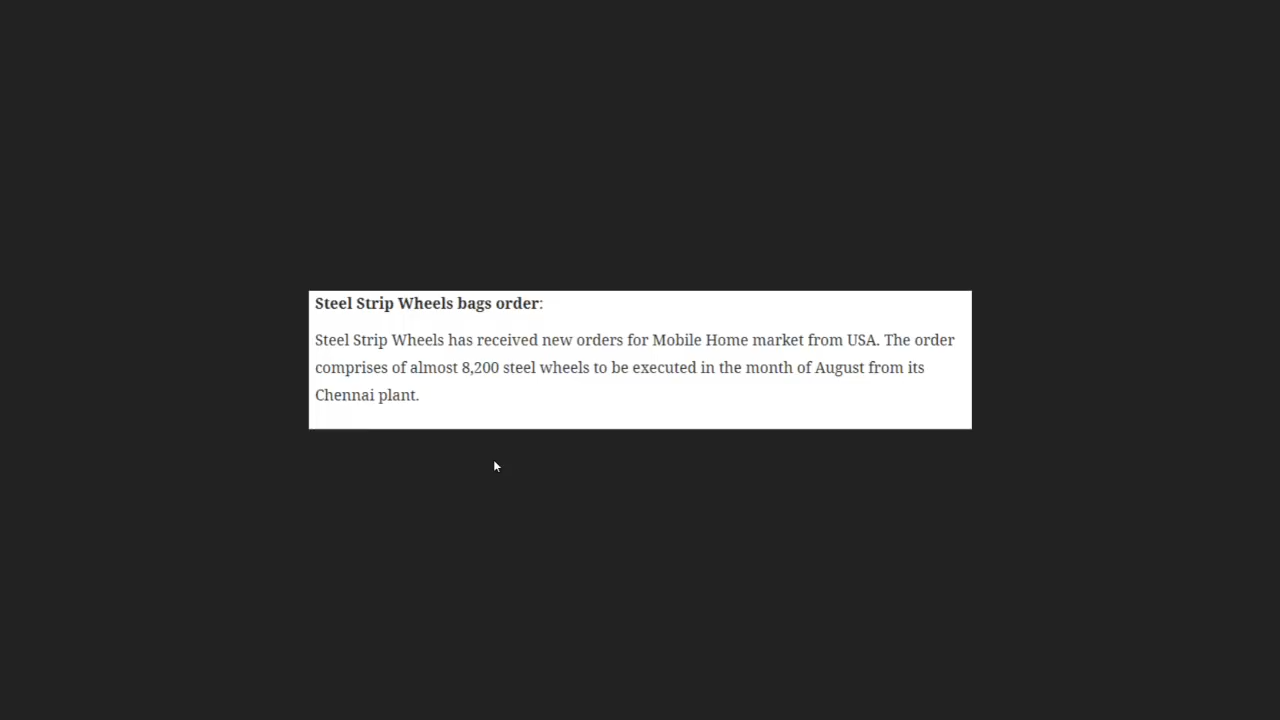 Steel Strip Wheels bags order:
Steel Strip Wheels has received new orders for Mobile Home market from USA. The order
comprises of almost 8,200 steel wheels to be executed in the month of August from its
Chennai plant.